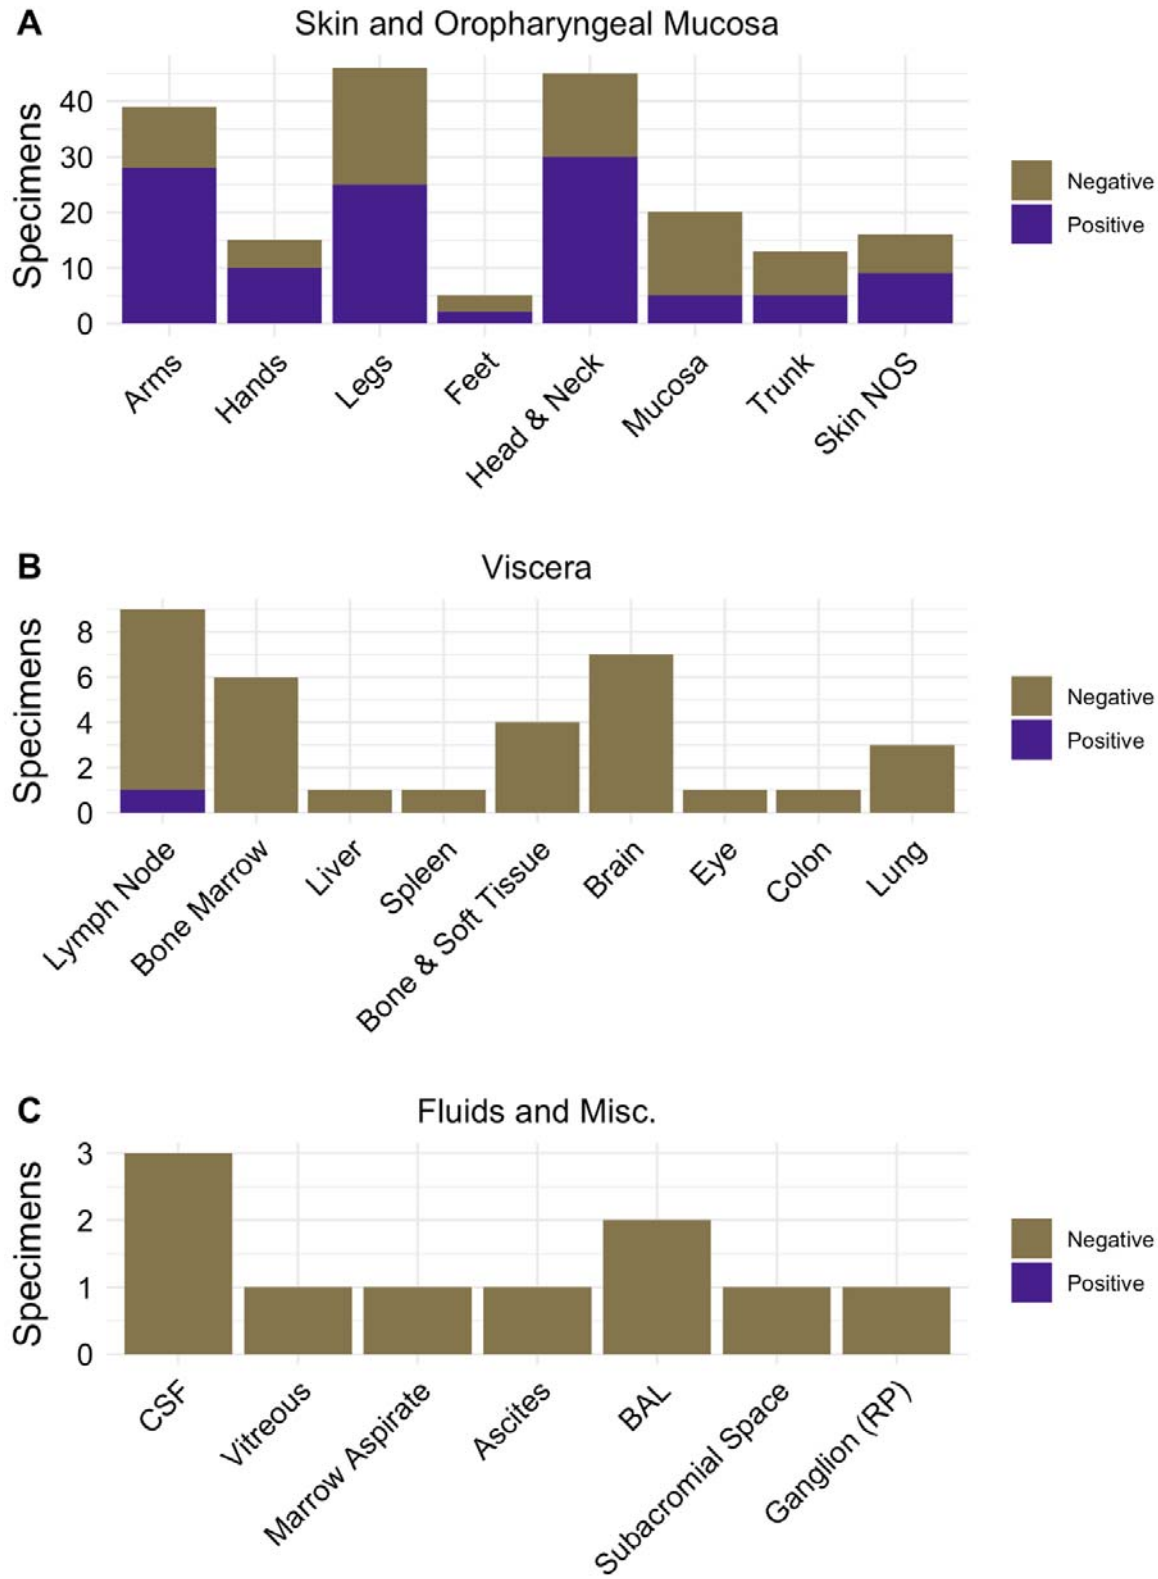 A
Skin and Oropharyngeal Mucosa
Specimens
40
30
20
10
0
Arms
Hands
Legs
Feet
Head & Neck
Mucosa
Trunk
Skin NOS
Negative
Positive
B
Viscera
Specimens
8
6
4
2
0
Lymph Node
Bone Marrow
Liver
Spleen
Bone & Soft Tissue
Brain
Eye
Colon
Lung
Negative
Positive
C
Fluids and Misc.
Specimens
3
2
1
0
CSF
Vitreous
Marrow Aspirate
Ascites
BAL
Subacromial Space
Ganglion (RP)
Negative
Positive